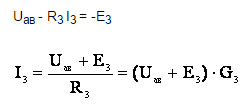 Uав - R₃ I₃ = -E₃
I₃ = (Uав + E₃) / R₃ = (Uав + E₃) · G₃